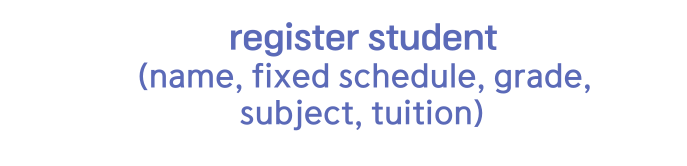 register student
(name, fixed schedule, grade,
subject, tuition)